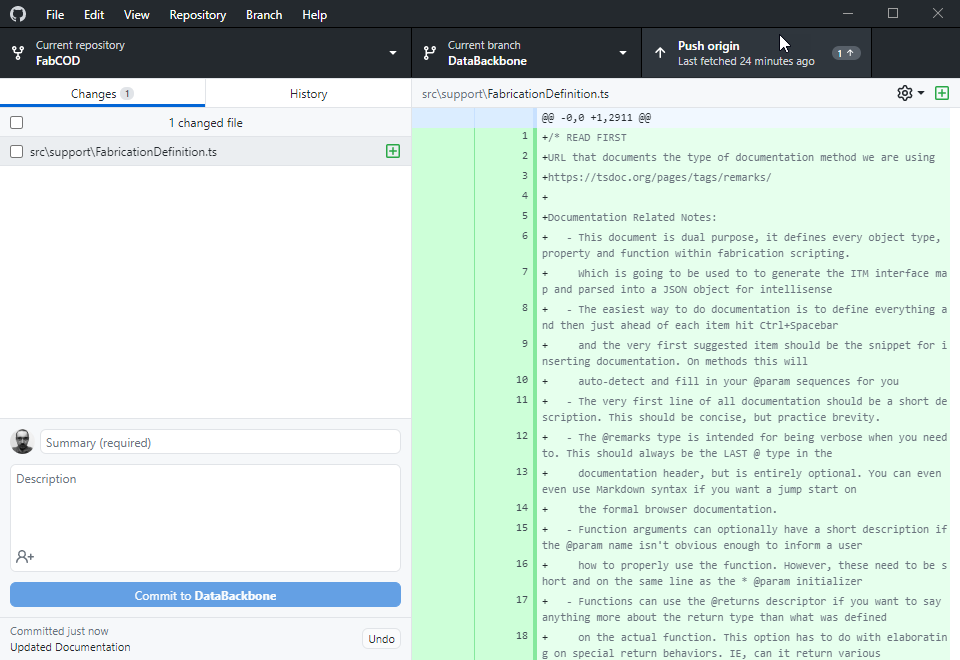 File Edit View Repository Branch Help
Current repository
FabCOD
Current branch
DataBackbone
Push origin
Last fetched 24 minutes ago
1
Changes 1
History
1 changed file
src\support\FabricationDefinition.ts
Summary (required)
Description
Commit to DataBackbone
Committed just now
Updated Documentation
Undo
src\support\FabricationDefinition.ts
@@ -0,0 +1,2911 @@
1 +/* READ FIRST
2 +URL that documents the type of documentation method we are using
3 +https://tsdoc.org/pages/tags/remarks/
4 +
5 +Documentation Related Notes:
6 + - This document is dual purpose, it defines every object type,
property and function within fabrication scripting.
7 + Which is going to be used to to generate the ITM interface ma
p and parsed into a JSON object for intellisense
8 + - The easiest way to do documentation is to define everything a
nd then just ahead of each item hit Ctrl+Spacebar
9 + and the very first suggested item should be the snippet for i
nserting documentation. On methods this will
10 + auto-detect and fill in your @param sequences for you
11 + - The very first line of all documentation should be a short de
scription. This should be concise, but practice brevity.
12 + - The @remarks type is intended for being verbose when you need
to. This should always be the LAST @ type in the
13 + documentation header, but is entirely optional. You can even
even use Markdown syntax if you want a jump start on
14 + the formal browser documentation.
15 + - Function arguments can optionally have a short description if
the @param name isn't obvious enough to inform a user
16 + how to properly use the function. However, these need to be s
hort and on the same line as the * @param initializer
17 + - Functions can use the @returns descriptor if you want to say
anything more about the return type than what was defined
18 + on the actual function. This option has to do with elaboratin
g on special return behaviors. IE, can it return various